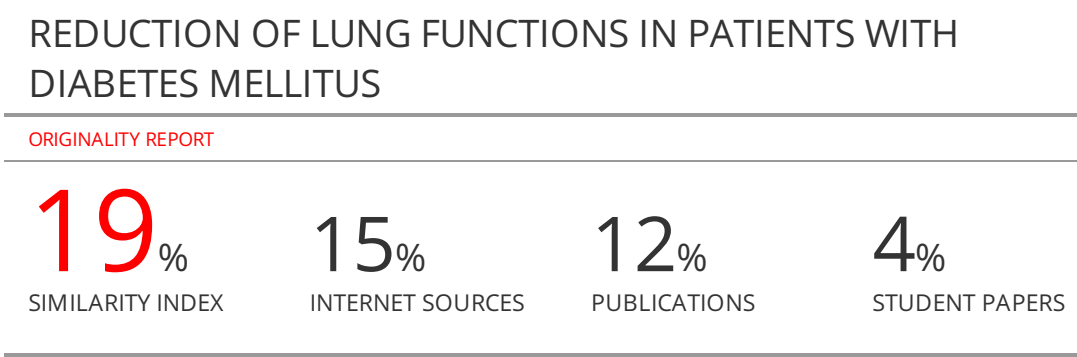 REDUCTION OF LUNG FUNCTIONS IN PATIENTS WITH
DIABETES MELLITUS
ORIGINALITY REPORT
19% 15% 12% 4%
SIMILARITY INDEX INTERNET SOURCES PUBLICATIONS STUDENT PAPERS